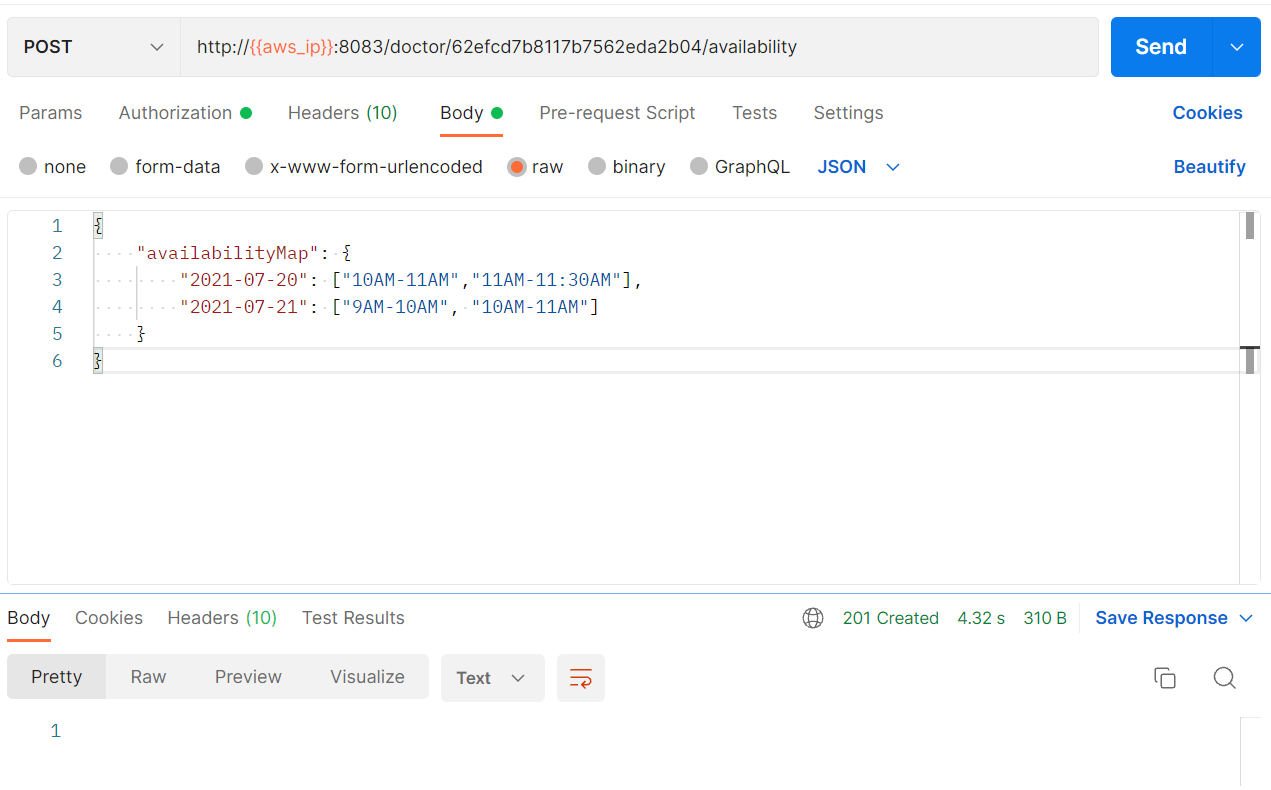 POST http://{{aws_ip}}:8083/doctor/62efcd7b8117b7562eda2b04/availability Send
Params Authorization Headers (10) Body Pre-request Script Tests Settings Cookies
none form-data x-www-form-urlencoded raw binary GraphQL JSON Beautify
1 {
2 "availabilityMap": {
3 "2021-07-20": ["10AM-11AM","11AM-11:30AM"],
4 "2021-07-21": ["9AM-10AM", "10AM-11AM"]
5 }
6 }
Body Cookies Headers (10) Test Results 201 Created 4.32 s 310 B Save Response
Pretty Raw Preview Visualize Text
1